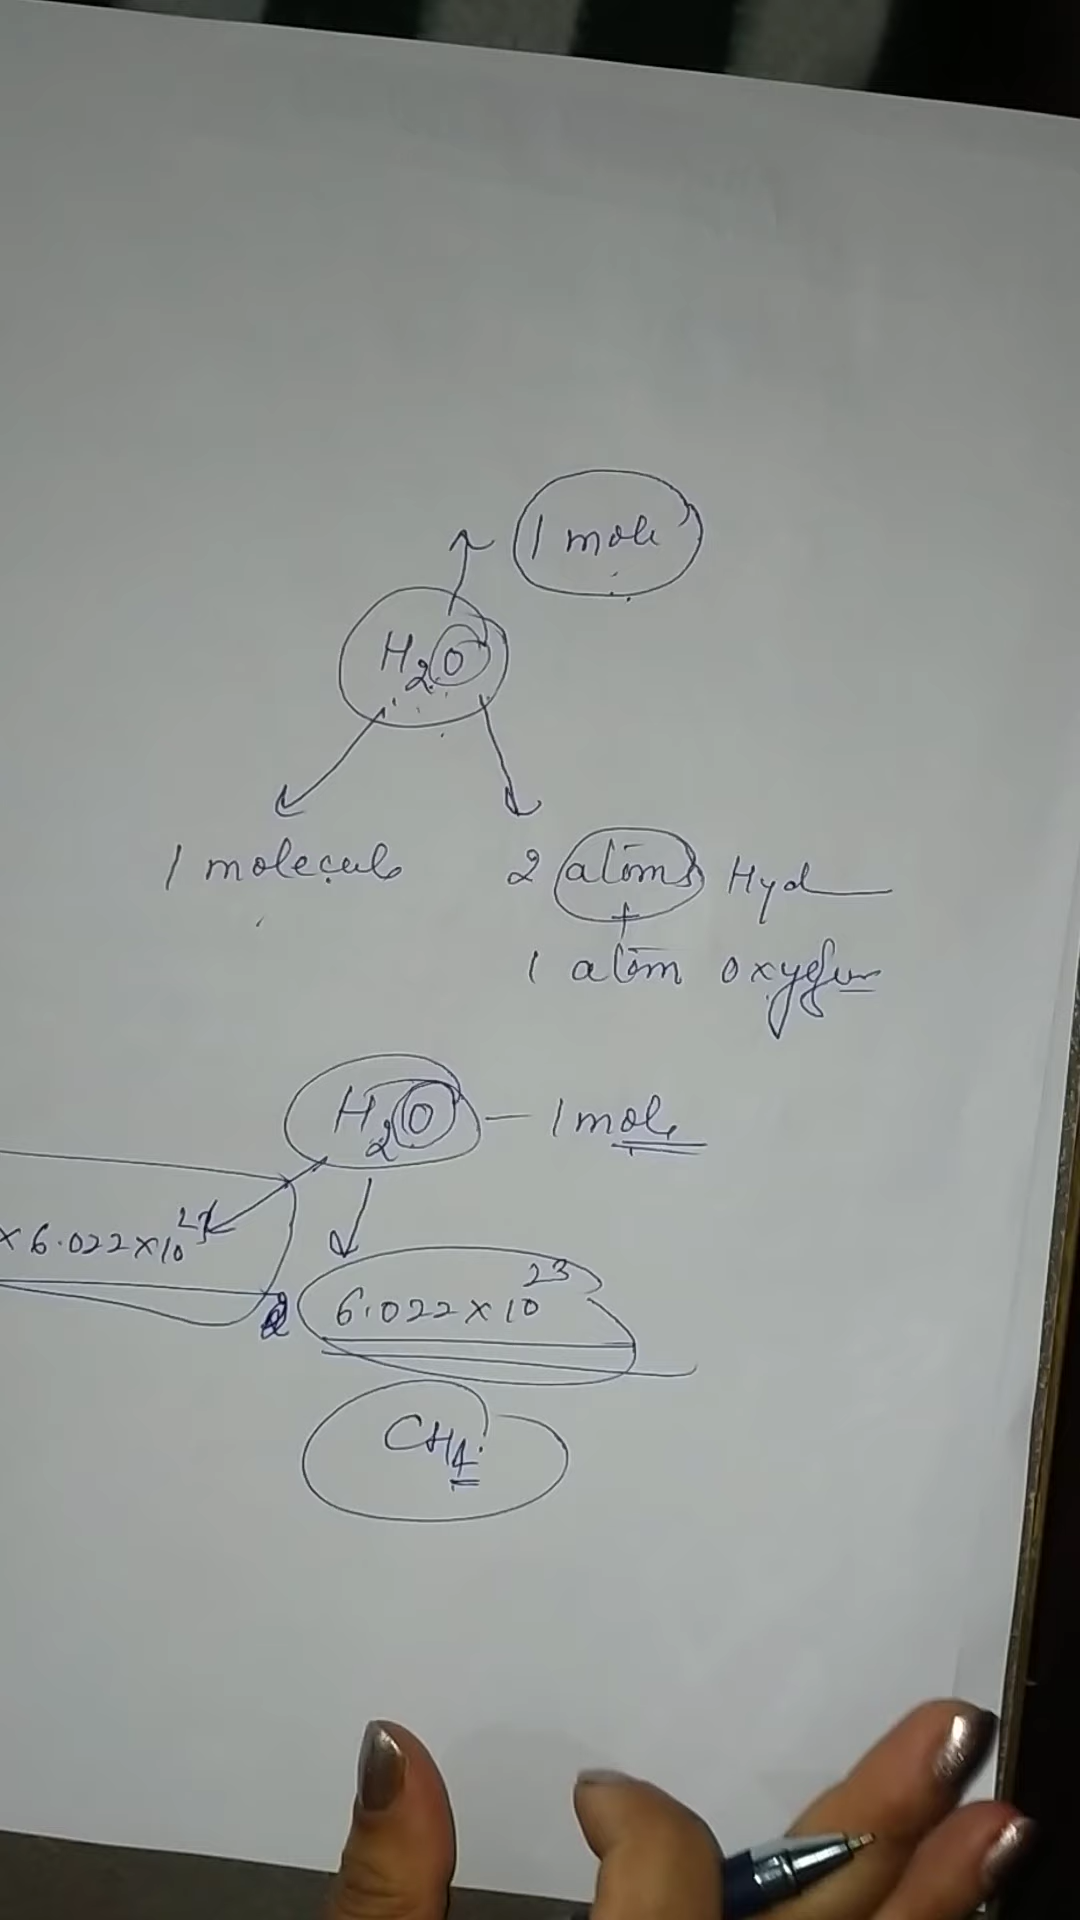 1 mole
H2O
1 molecule 2 atoms Hyd
+
1 atom oxygen
H2O — 1 mole
× 6.022 × 10^23
6.022 × 10^23
CH4